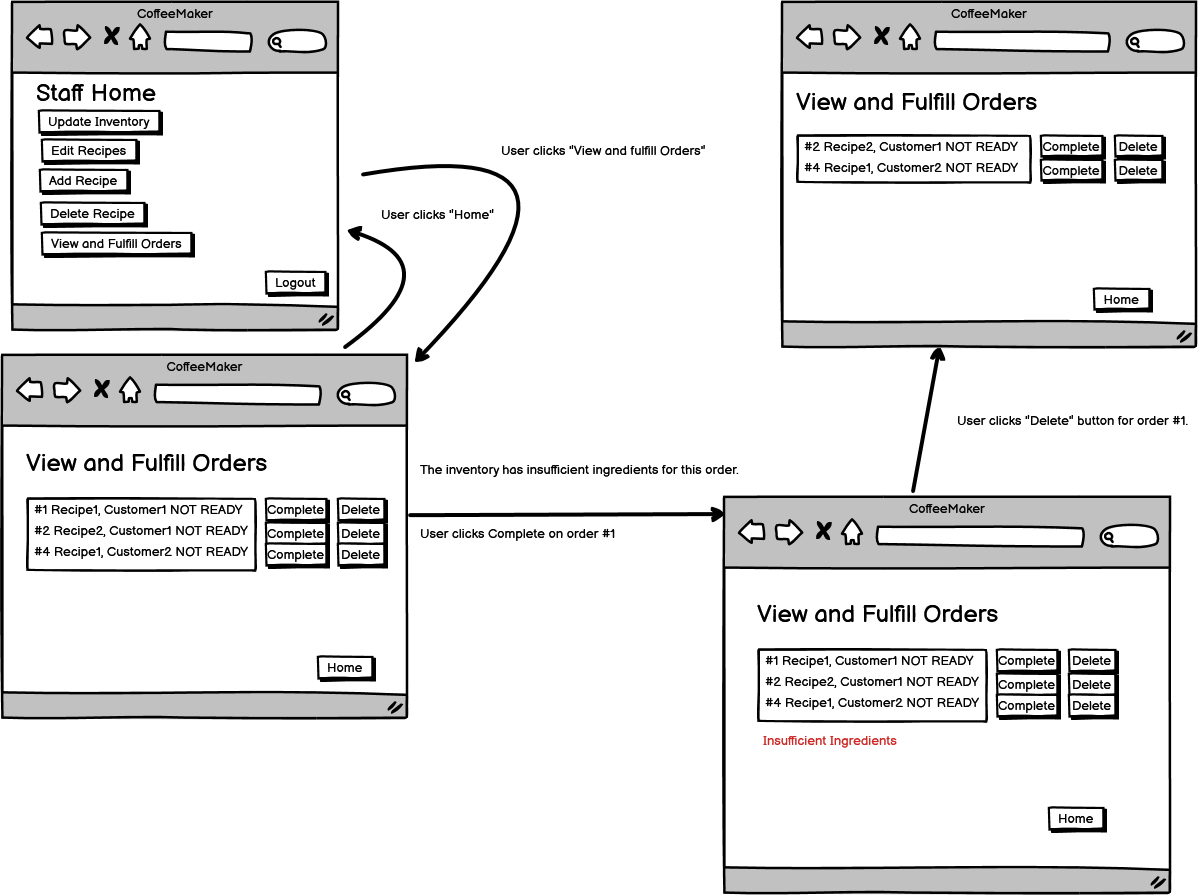 CoffeeMaker
Staff Home
Update Inventory
Edit Recipes
Add Recipe
Delete Recipe
View and Fulfill Orders
Logout
User clicks "View and fulfill Orders"
User clicks "Home"
CoffeeMaker
View and Fulfill Orders
#2 Recipe2, Customer1 NOT READY Complete Delete
#4 Recipe1, Customer2 NOT READY Complete Delete
Home
CoffeeMaker
View and Fulfill Orders
#1 Recipe1, Customer1 NOT READY Complete Delete
#2 Recipe2, Customer1 NOT READY Complete Delete
#4 Recipe1, Customer2 NOT READY Complete Delete
Home
The inventory has insufficient ingredients for this order.
User clicks Complete on order #1
User clicks "Delete" button for order #1.
CoffeeMaker
View and Fulfill Orders
#1 Recipe1, Customer1 NOT READY Complete Delete
#2 Recipe2, Customer1 NOT READY Complete Delete
#4 Recipe1, Customer2 NOT READY Complete Delete
Insufficient Ingredients
Home